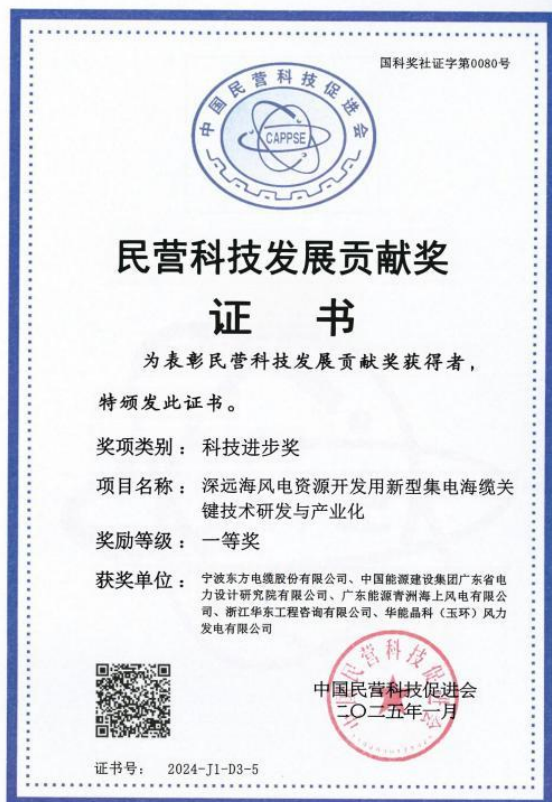 国科奖社证字第0080号
中国民营科技促进会
CAPPSE
民营科技发展贡献奖
证 书
为表彰民营科技发展贡献奖获得者，
特颁发此证书。
奖项类别：科技进步奖
项目名称：深远海风电资源开发用新型集电海缆关
键技术研发与产业化
奖励等级：一等奖
获奖单位：宁波东方电缆股份有限公司、中国能源建设集团广东省电
力设计研究院有限公司、广东能源青洲海上风电有限公
司、浙江华东工程咨询有限公司、华能晶科（玉环）风力
发电有限公司
中国民营科技促进会
中国民营科技促进会
二〇二五年一月
证书号： 2024-J1-D3-5